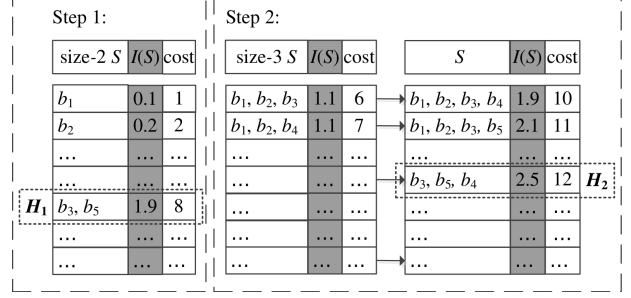 Step 1: Step 2:
size-2 S I(S) cost size-3 S I(S) cost S I(S) cost
b₁ 0.1 1 b₁, b₂, b₃ 1.1 6 b₁, b₂, b₃, b₄ 1.9 10
b₂ 0.2 2 b₁, b₂, b₄ 1.1 7 b₁, b₂, b₃, b₅ 2.1 11
... ... ... ... ... ... ... ... ...
... ... ... b₃, b₅, b₄ 2.5 12 H₂
H₁ b₃, b₅ 1.9 8 ... ... ... ... ... ...
... ... ... ... ... ... ... ... ...
... ... ... ... ... ... ... ... ...